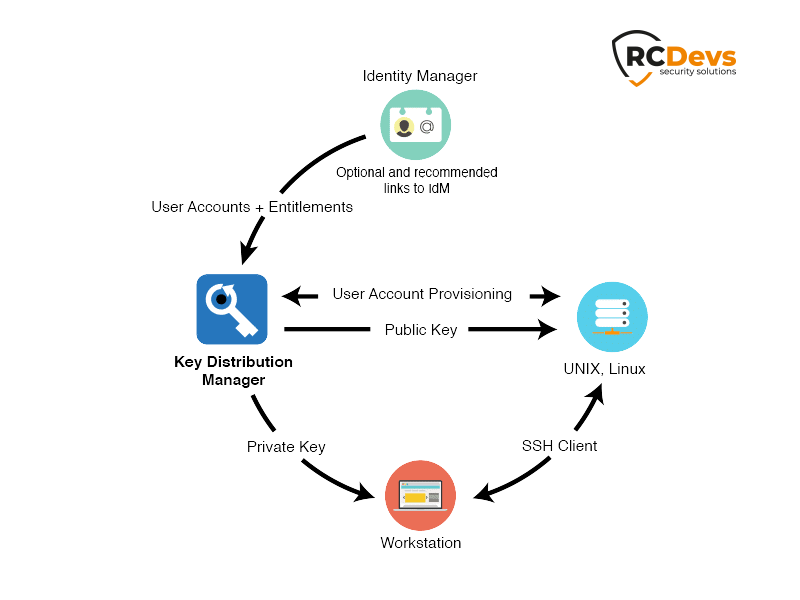 RCDevs
security solutions
Identity Manager
Optional and recommended
links to IdM
User Accounts + Entitlements
User Account Provisioning
Public Key
Key Distribution
Manager
UNIX, Linux
Private Key
SSH Client
Workstation